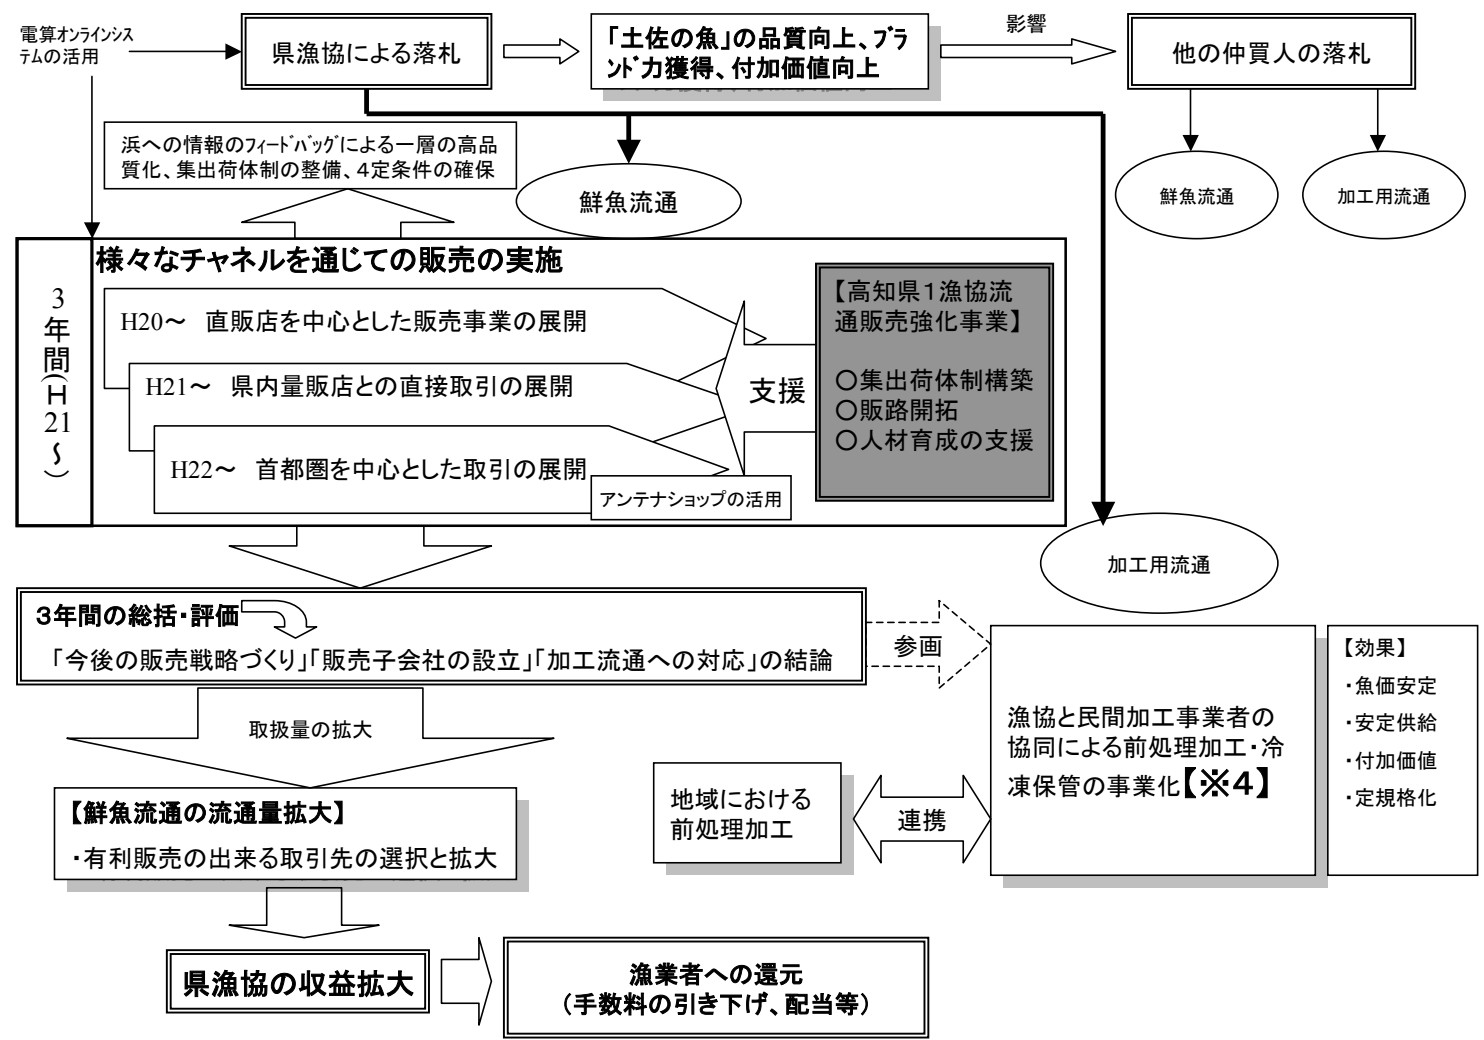 電算オンラインシス
テムの活用
県漁協による落札
「土佐の魚」の品質向上、ブラ
ンド力獲得、付加価値向上
影響
他の仲買人の落札
浜への情報のフィードバッグによる一層の高品
質化、集出荷体制の整備、4定条件の確保
鮮魚流通
鮮魚流通
加工用流通
3年間(H21～)
様々なチャネルを通じての販売の実施
H20～ 直販店を中心とした販売事業の展開
H21～ 県内量販店との直接取引の展開
H22～ 首都圏を中心とした取引の展開
アンテナショップの活用
支援
【高知県1漁協流
通販売強化事業】
○集出荷体制構築
○販路開拓
○人材育成の支援
加工用流通
3年間の総括・評価
「今後の販売戦略づくり」「販売子会社の設立」「加工流通への対応」の結論
参画
取扱量の拡大
漁協と民間加工事業者の
協同による前処理加工・冷
凍保管の事業化【※4】
【効果】
・魚価安定
・安定供給
・付加価値
・定規格化
地域における
前処理加工
連携
【鮮魚流通の流通量拡大】
・有利販売の出来る取引先の選択と拡大
県漁協の収益拡大
漁業者への還元
(手数料の引き下げ、配当等)